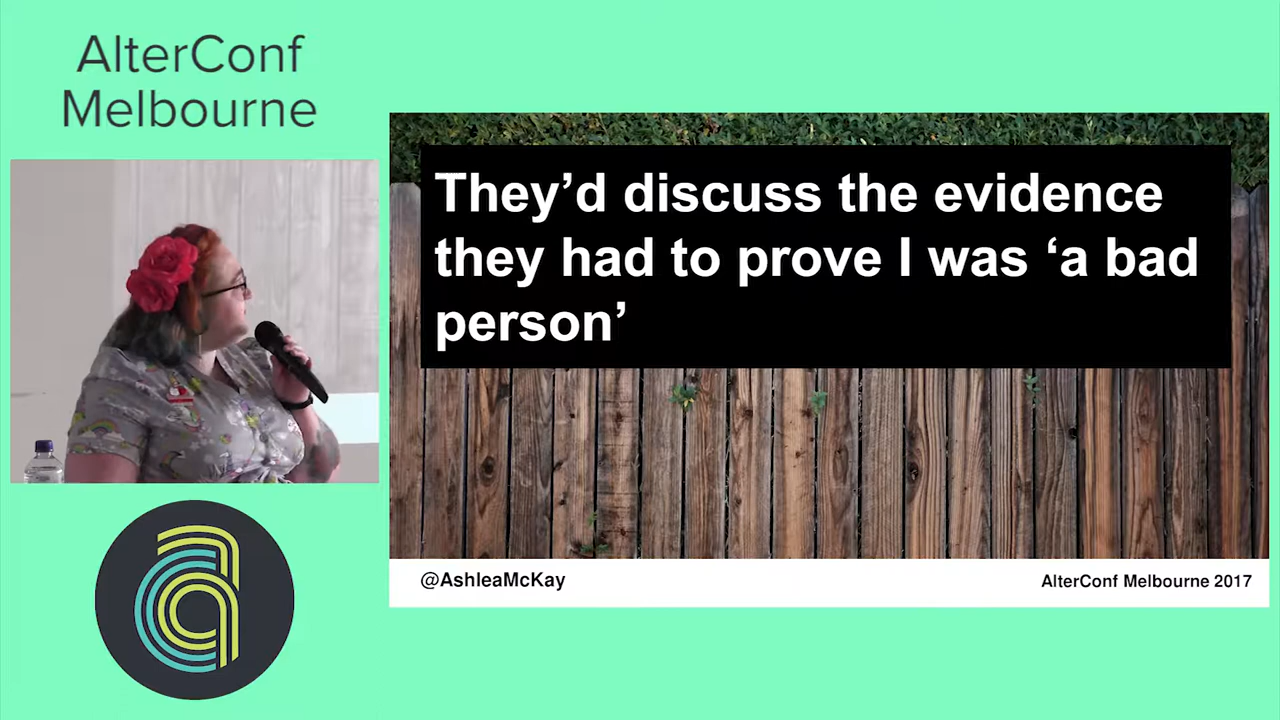 AlterConf
Melbourne
They’d discuss the evidence
they had to prove I was ‘a bad
person’
@AshleaMcKay
AlterConf Melbourne 2017